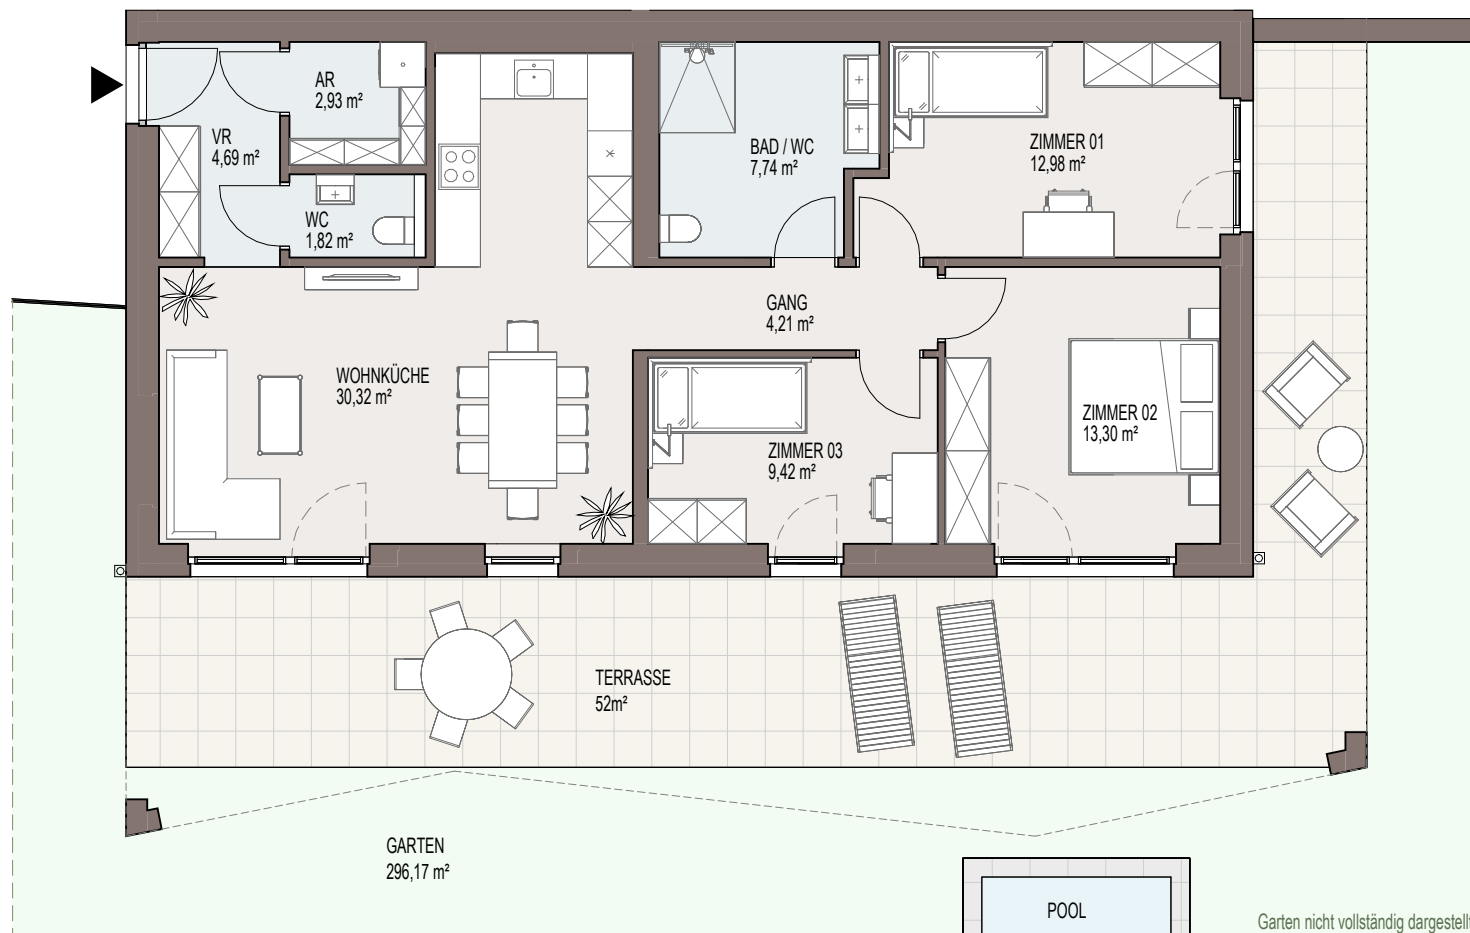 AR
2,93 m²
VR
4,69 m²
WC
1,82 m²
BAD / WC
7,74 m²
ZIMMER 01
12,98 m²
GANG
4,21 m²
WOHNKÜCHE
30,32 m²
ZIMMER 02
13,30 m²
ZIMMER 03
9,42 m²
TERRASSE
52m²
GARTEN
296,17 m²
POOL
Garten nicht vollständig dargestellt